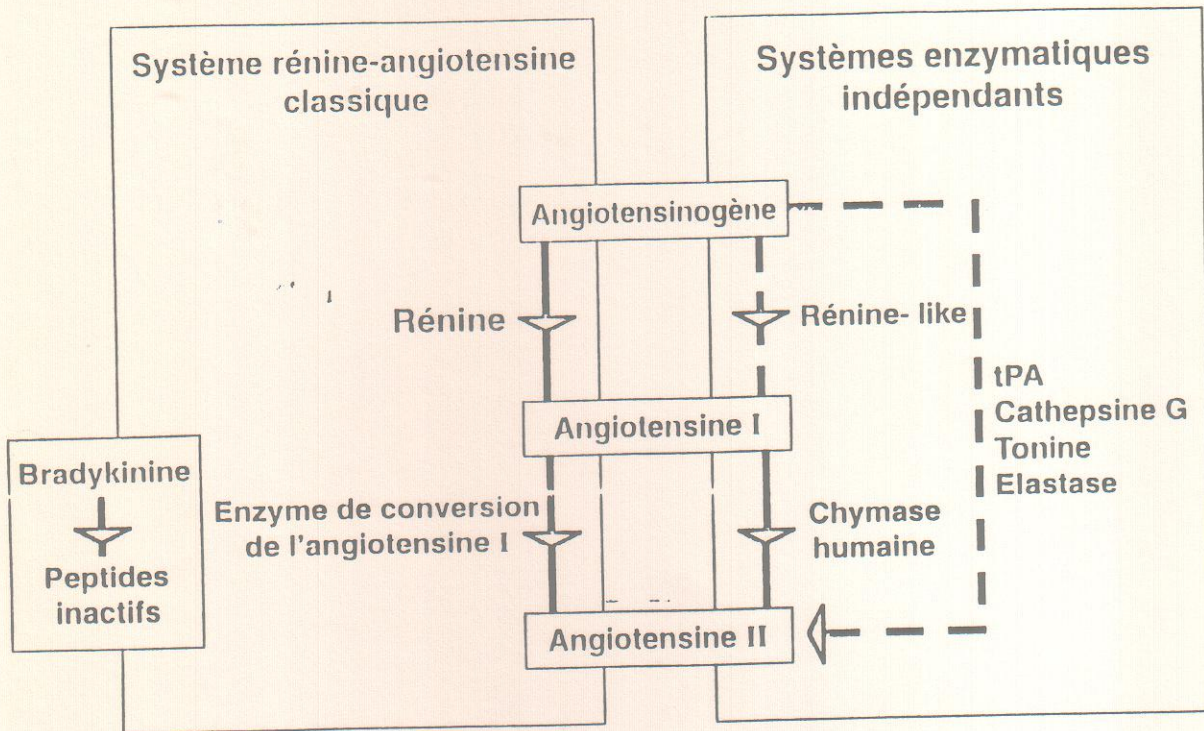 Système rénine-angiotensine
classique
Systèmes enzymatiques
indépendants
Angiotensinogène
Rénine
Rénine- like
tPA
Cathepsine G
Tonine
Elastase
Angiotensine I
Bradykinine
Peptides
inactifs
Enzyme de conversion
de l'angiotensine I
Chymase
humaine
Angiotensine II